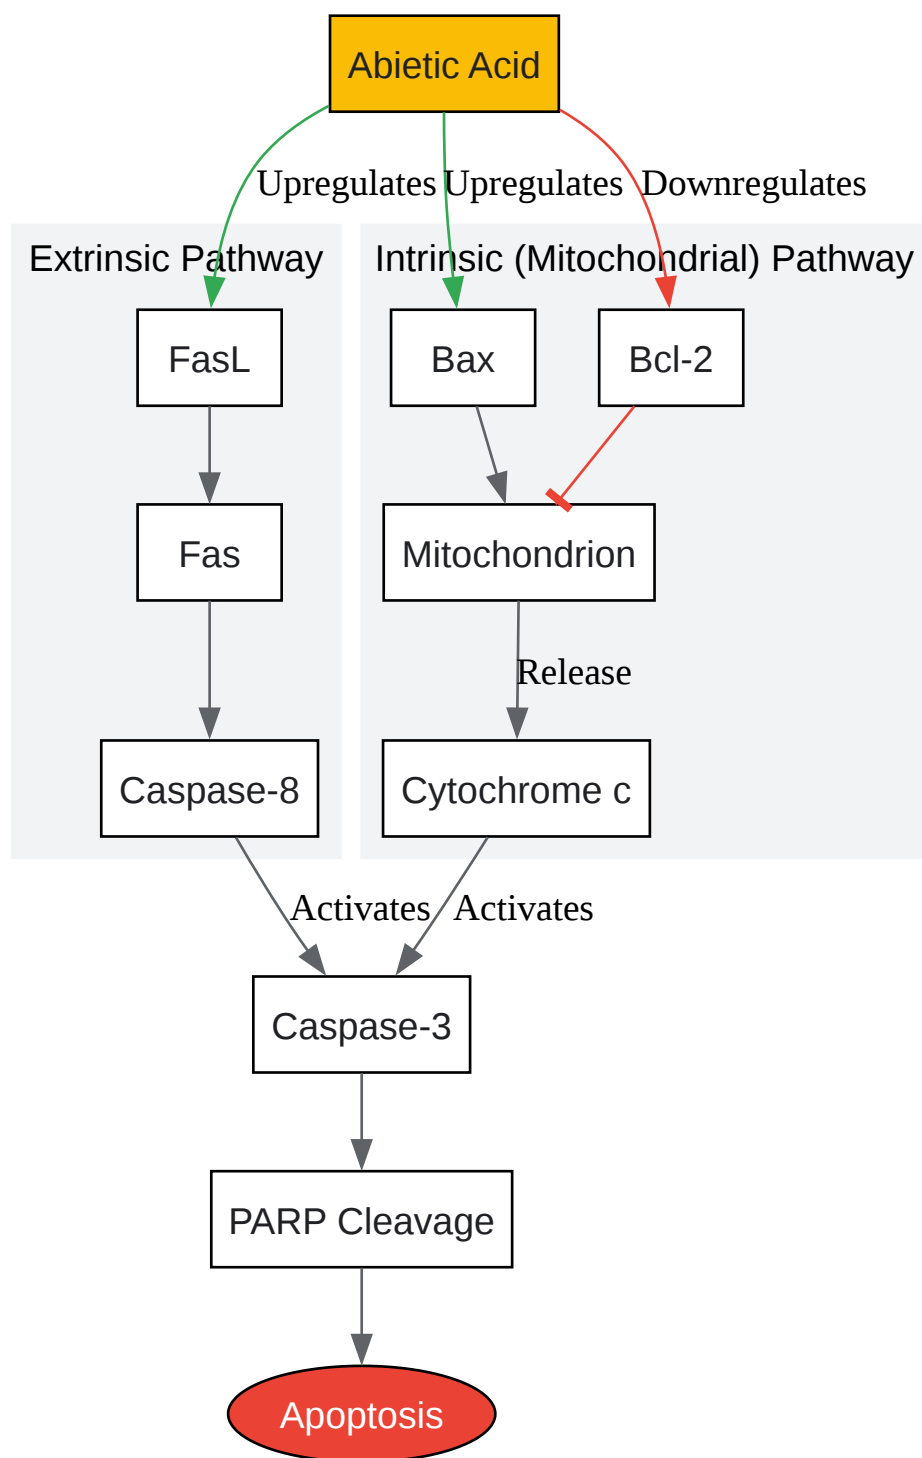 Abietic Acid
Upregulates
Upregulates
Downregulates
Extrinsic Pathway
Intrinsic (Mitochondrial) Pathway
FasL
Bax
Bcl-2
Fas
Mitochondrion
Release
Caspase-8
Cytochrome c
Activates
Activates
Caspase-3
PARP Cleavage
Apoptosis